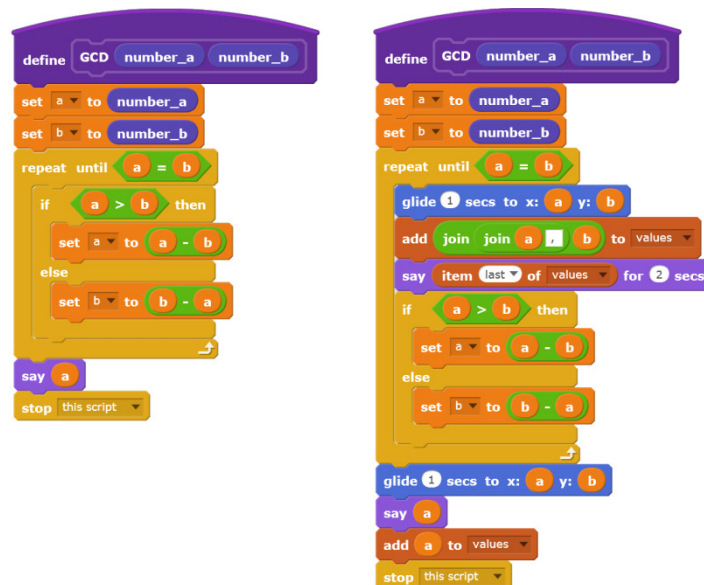 define GCD number_a number_b
set a to number_a
set b to number_b
repeat until a = b
if a > b then
set a to a - b
else
set b to b - a
say a
stop this script
define GCD number_a number_b
set a to number_a
set b to number_b
repeat until a = b
glide 1 secs to x: a y: b
add join join a , b to values
say item last of values for 2 secs
if a > b then
set a to a - b
else
set b to b - a
glide 1 secs to x: a y: b
say a
add a to values
stop this script